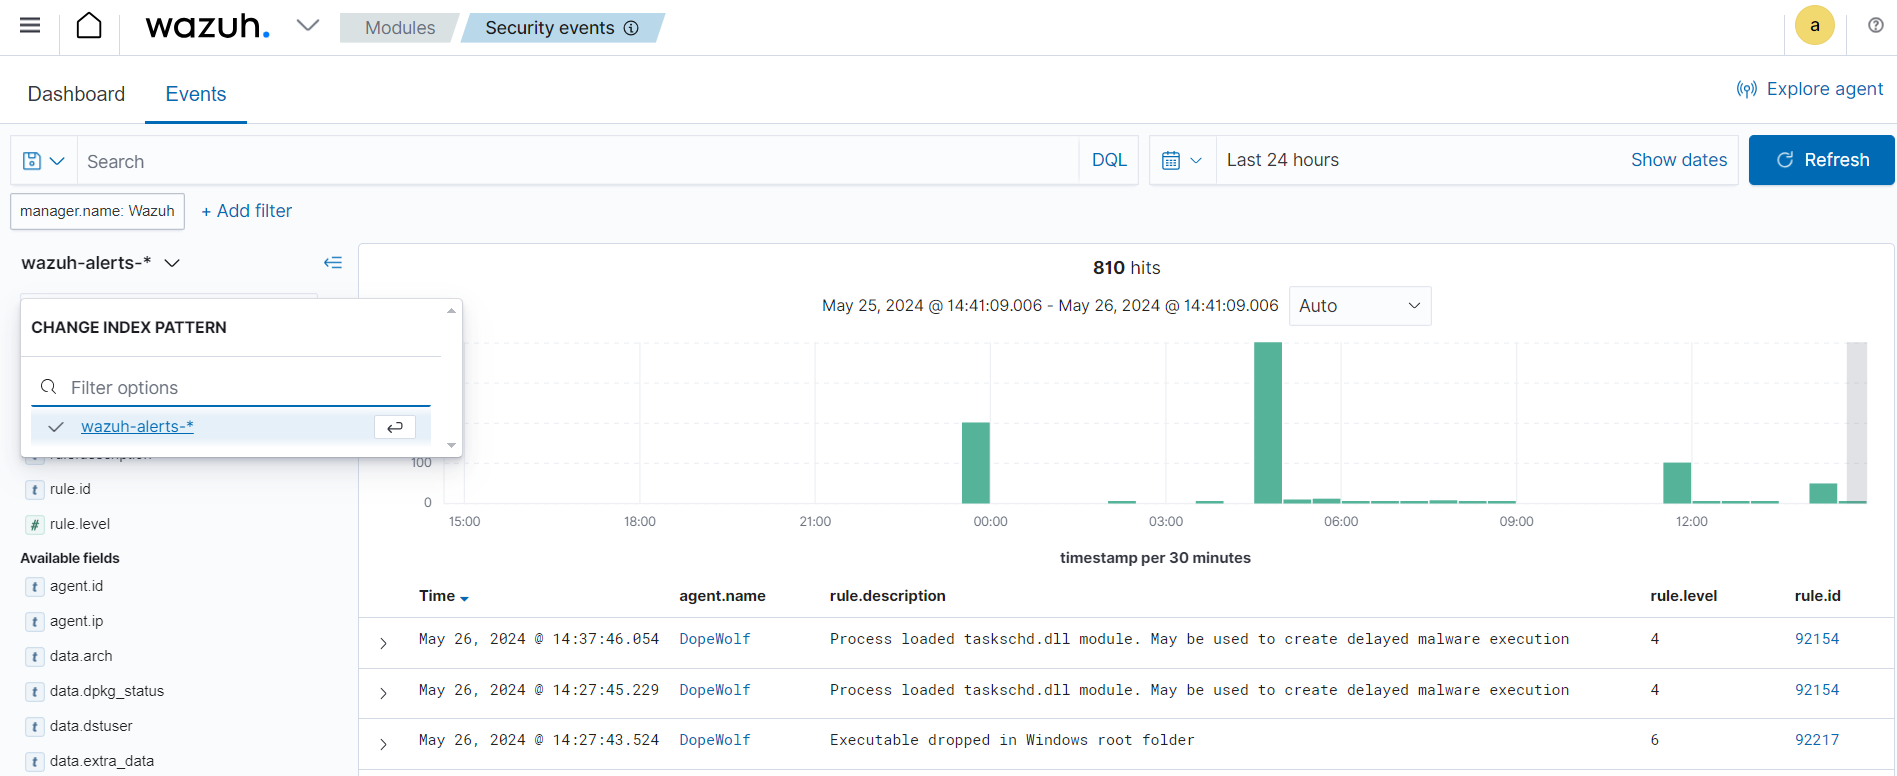 wazuh.
Modules
Security events
a
Dashboard
Events
Explore agent
Search
DQL
Last 24 hours
Show dates
Refresh
manager.name: Wazuh
+ Add filter
wazuh-alerts-*
CHANGE INDEX PATTERN
Filter options
wazuh-alerts-*
t rule.id
# rule.level
Available fields
t agent.id
t agent.ip
t data.arch
t data.dpkg_status
t data.dstuser
t data.extra_data
810 hits
May 25, 2024 @ 14:41:09.006 - May 26, 2024 @ 14:41:09.006
Auto
100
0
15:00 18:00 21:00 00:00 03:00 06:00 09:00 12:00
timestamp per 30 minutes
Time agent.name rule.description rule.level rule.id
May 26, 2024 @ 14:37:46.054 DopeWolf Process loaded taskschd.dll module. May be used to create delayed malware execution 4 92154
May 26, 2024 @ 14:27:45.229 DopeWolf Process loaded taskschd.dll module. May be used to create delayed malware execution 4 92154
May 26, 2024 @ 14:27:43.524 DopeWolf Executable dropped in Windows root folder 6 92217